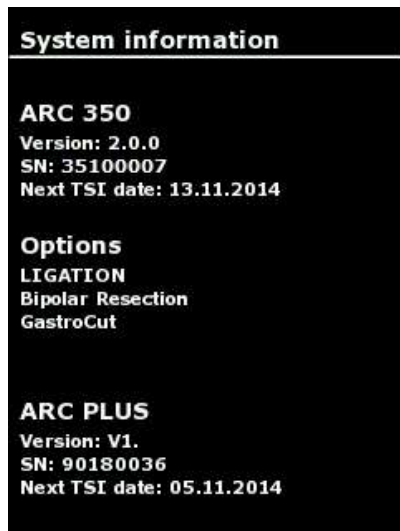 System information
ARC 350
Version: 2.0.0
SN: 35100007
Next TSI date: 13.11.2014
Options
LIGATION
Bipolar Resection
GastroCut
ARC PLUS
Version: V1.
SN: 90180036
Next TSI date: 05.11.2014